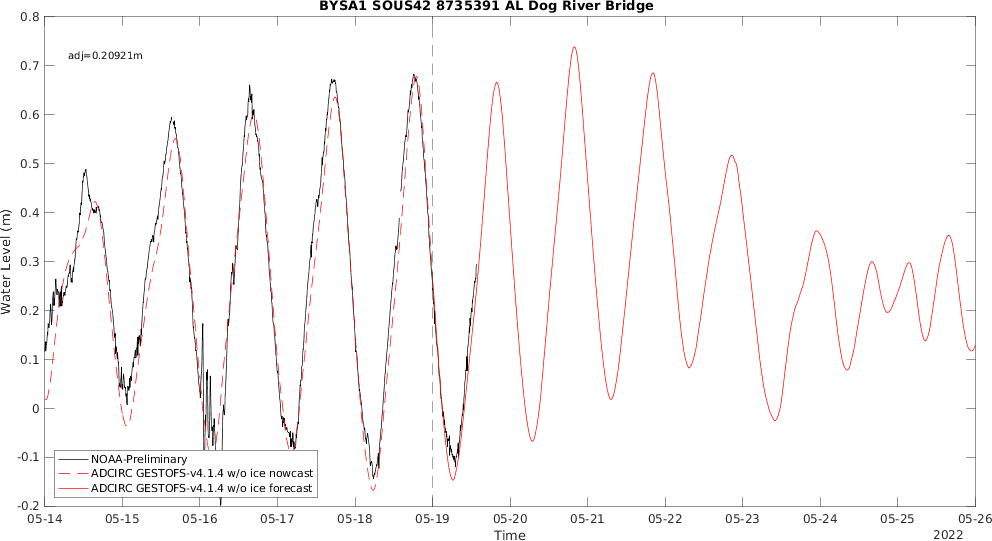 BYSA1 SOUS42 8735391 AL Dog River Bridge
adj=0.20921m
Water Level (m)
0.8
0.7
0.6
0.5
0.4
0.3
0.2
0.1
0
-0.1
-0.2
NOAA-Preliminary
ADCIRC GESTOFS-v4.1.4 w/o ice nowcast
ADCIRC GESTOFS-v4.1.4 w/o ice forecast
05-14 05-15 05-16 05-17 05-18 05-19 05-20 05-21 05-22 05-23 05-24 05-25 05-26
Time
2022